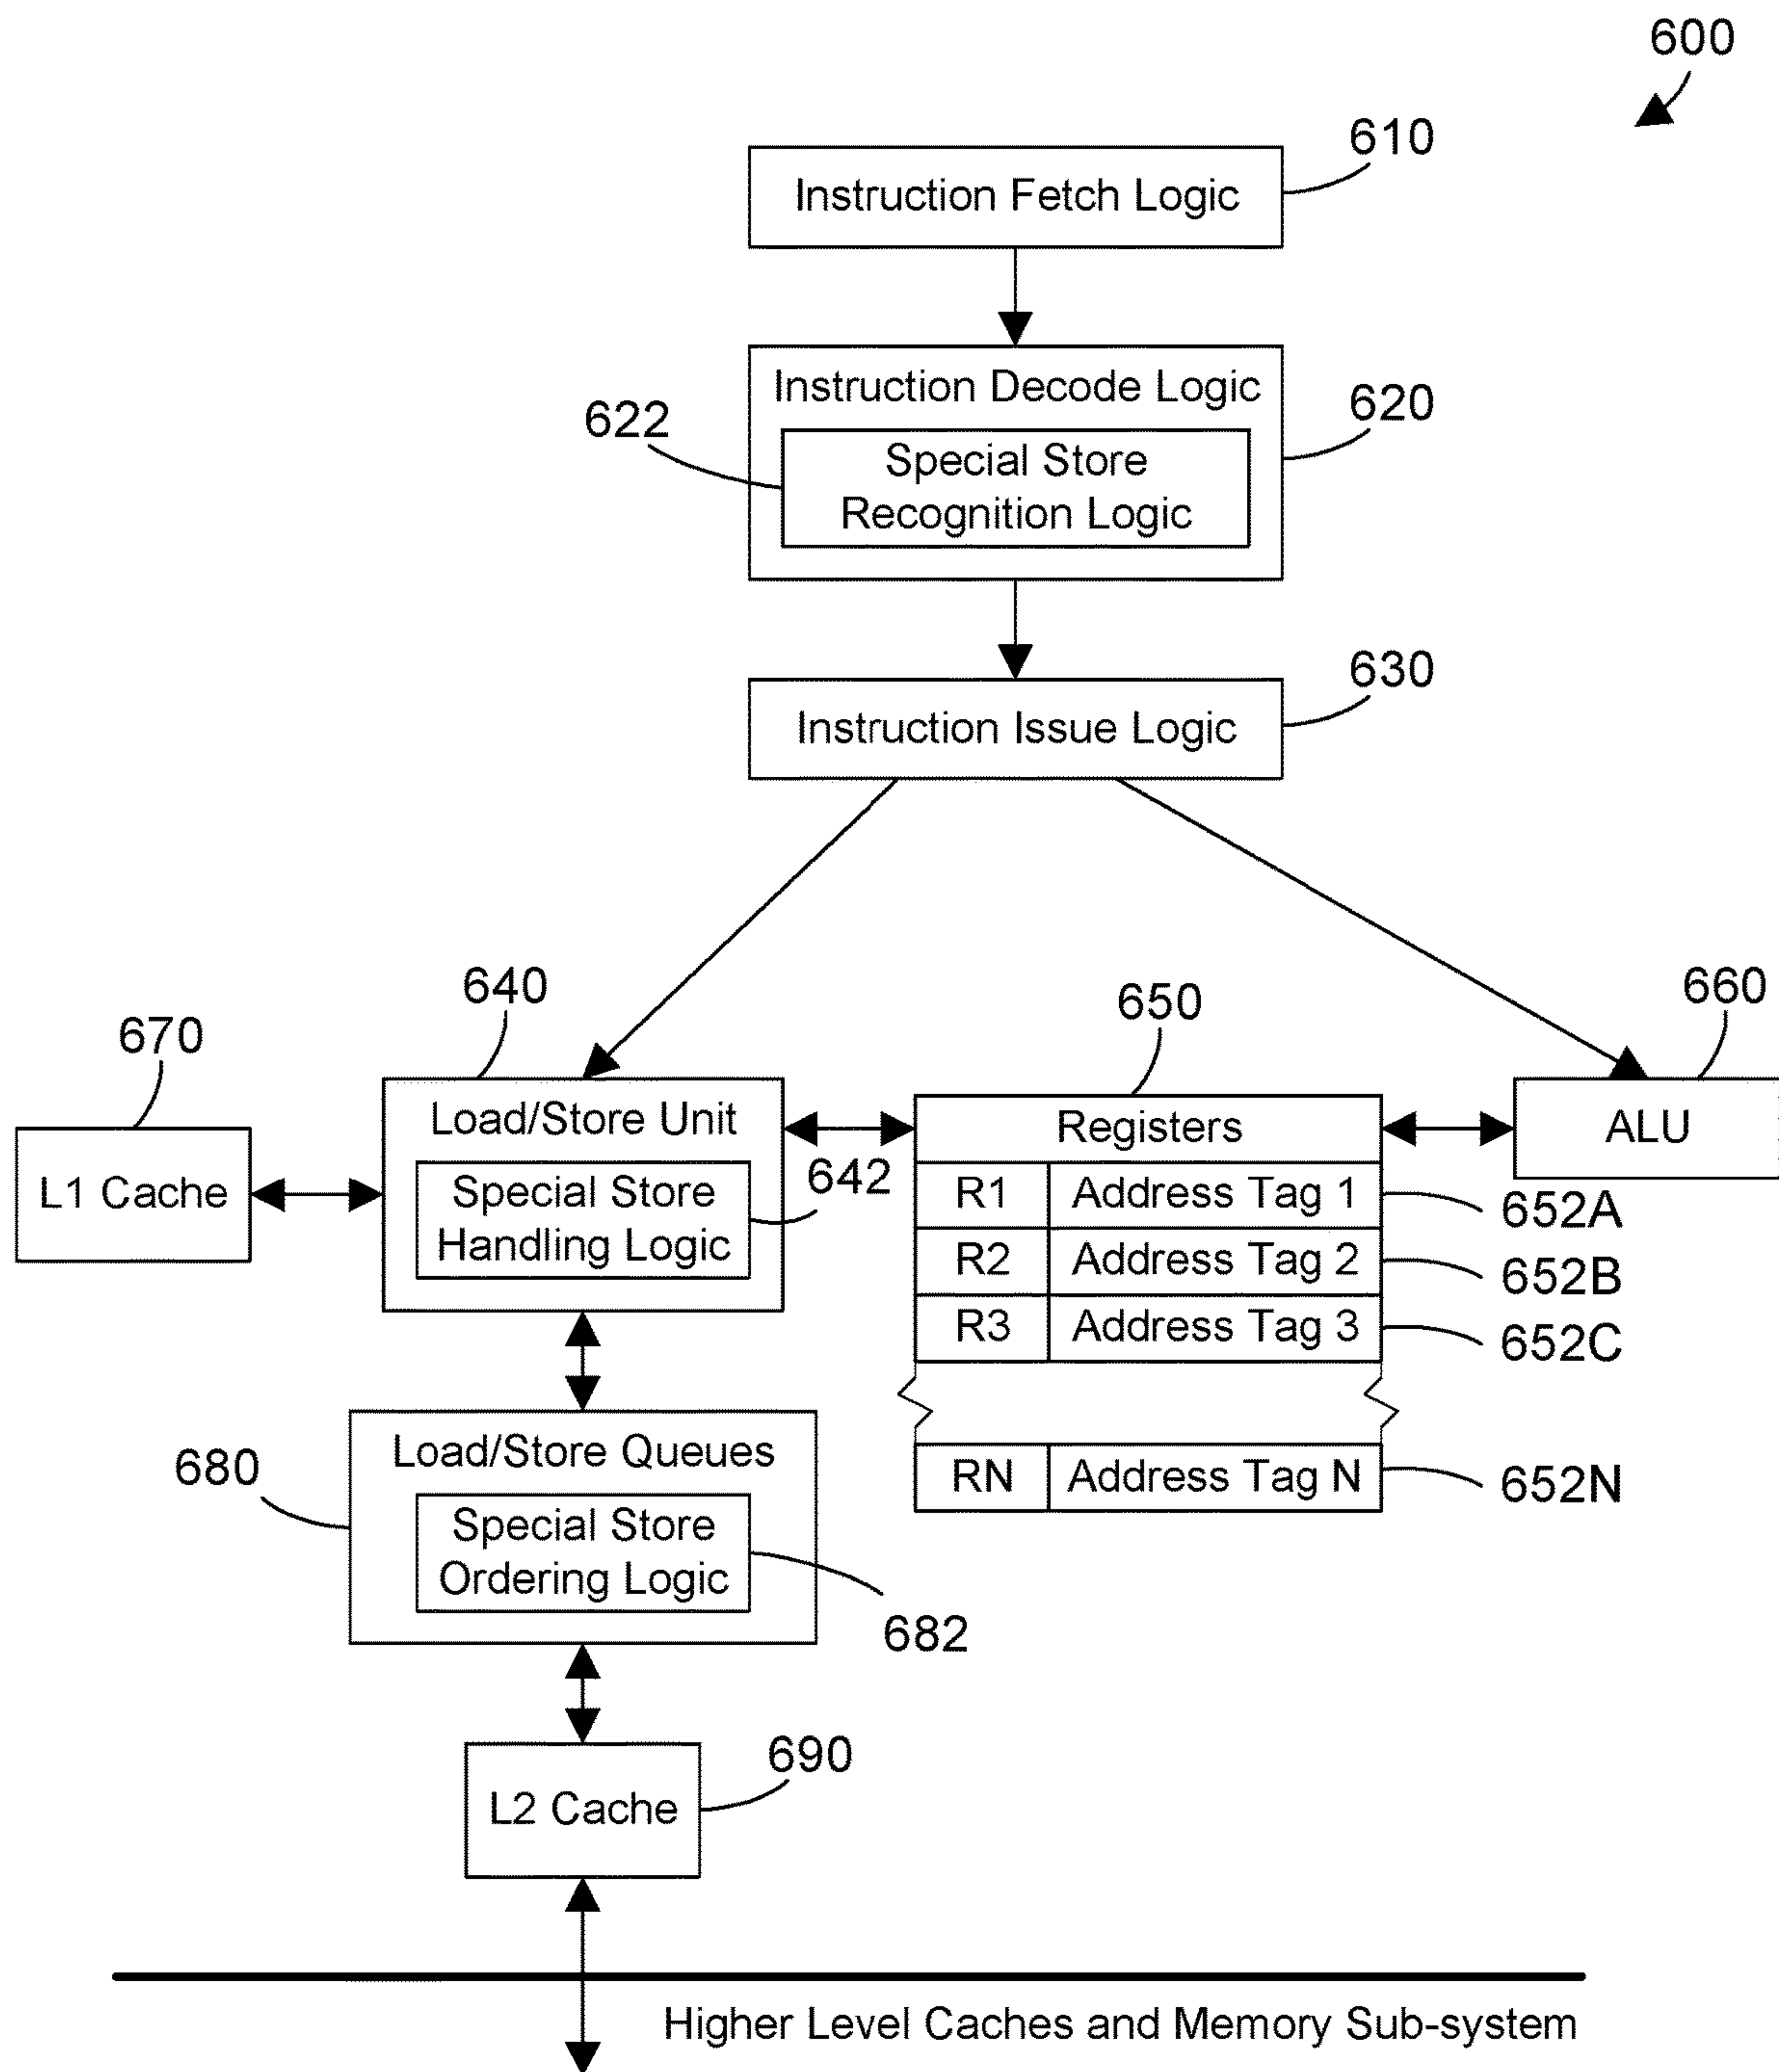 600
610
Instruction Fetch Logic
Instruction Decode Logic
620
622
Special Store
Recognition Logic
630
Instruction Issue Logic
640
650
660
670
Load/Store Unit
Registers
ALU
L1 Cache
Special Store
Handling Logic
642
R1 Address Tag 1
652A
R2 Address Tag 2
652B
R3 Address Tag 3
652C
RN Address Tag N
652N
680
Load/Store Queues
Special Store
Ordering Logic
682
690
L2 Cache
Higher Level Caches and Memory Sub-system